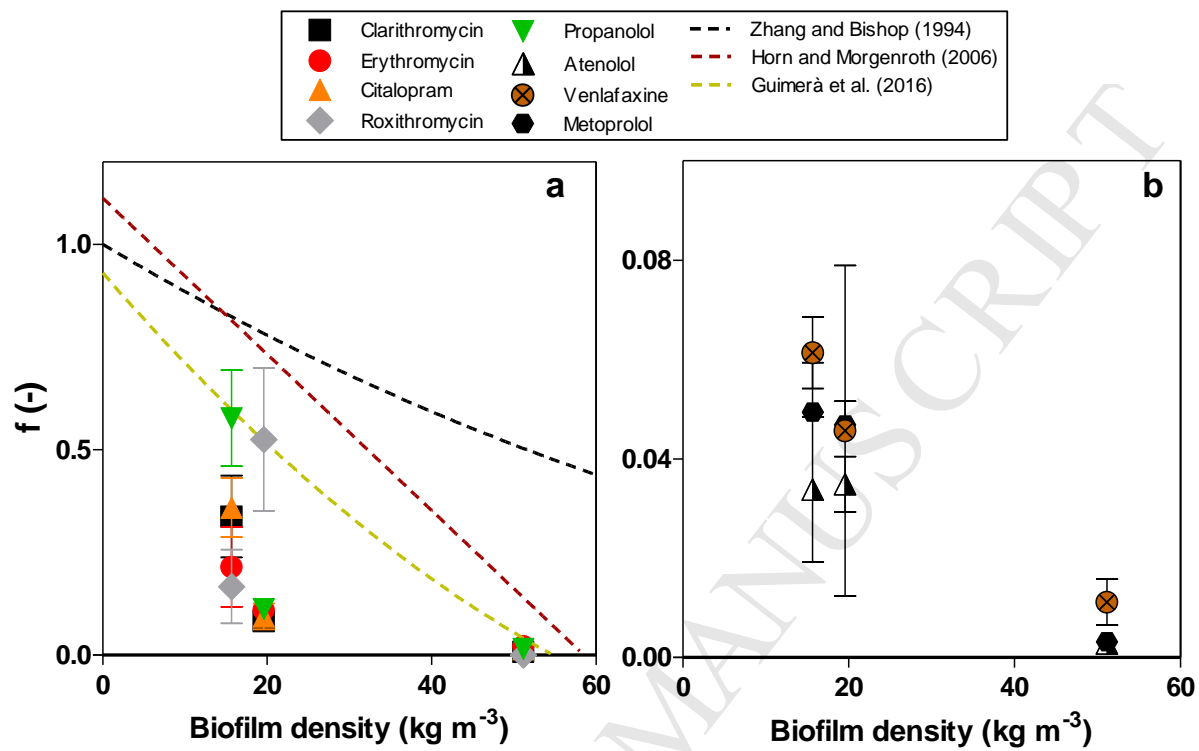 Clarithromycin
Erythromycin
Citalopram
Roxithromycin
Propanolol
Atenolol
Venlafaxine
Metoprolol
Zhang and Bishop (1994)
Horn and Morgenroth (2006)
Guimerà et al. (2016)
a
1.0
0.5
0.0
f (-)
0 20 40 60
Biofilm density (kg m⁻³)
b
0.08
0.04
0.00
0 20 40 60
Biofilm density (kg m⁻³)
MANUSCRIPT